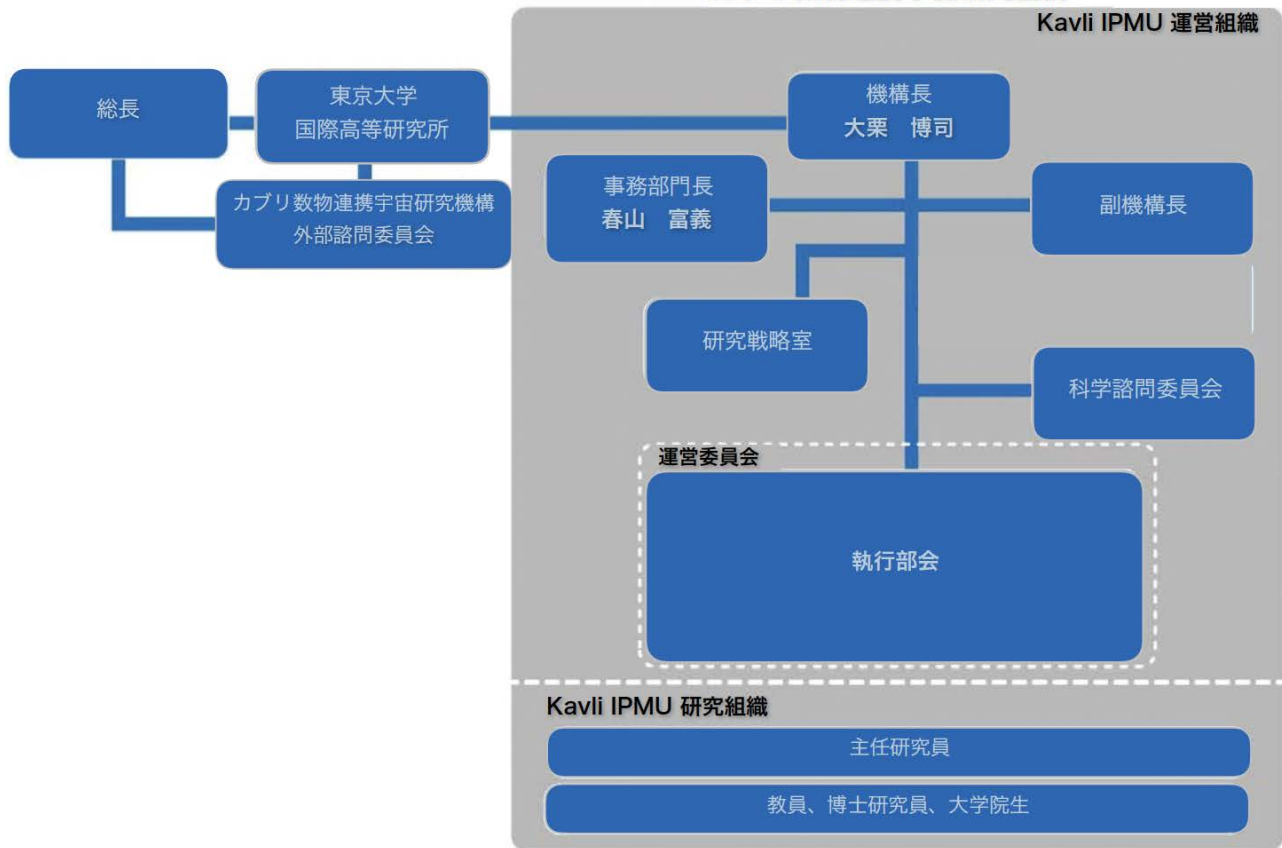 Kavli IPMU 運営組織
総長
東京大学
国際高等研究所
機構長
大栗 博司
カブリ数物連携宇宙研究機構
外部諮問委員会
事務部門長
春山 富義
副機構長
研究戦略室
科学諮問委員会
運営委員会
執行部会
Kavli IPMU 研究組織
主任研究員
教員、博士研究員、大学院生